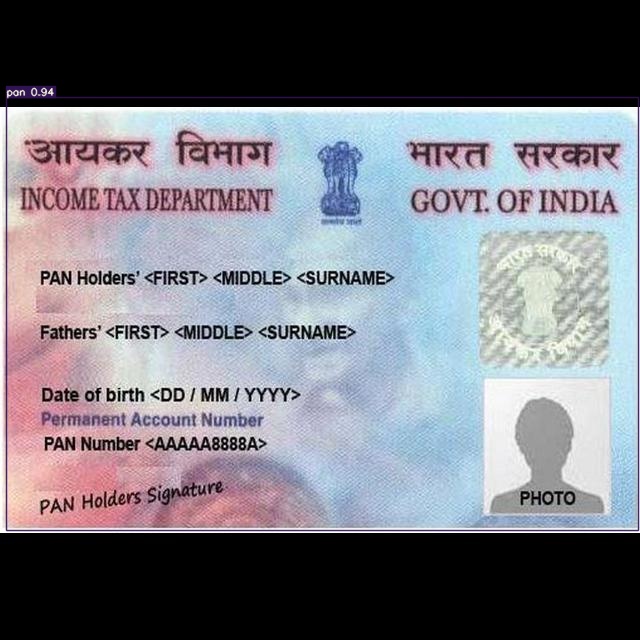 pan 0.94
आयकर विभाग
भारत सरकार
INCOME TAX DEPARTMENT
GOVT. OF INDIA
PAN Holders' <FIRST> <MIDDLE> <SURNAME>
Fathers' <FIRST> <MIDDLE> <SURNAME>
Date of birth <DD / MM / YYYY>
Permanent Account Number
PAN Number <AAAAA8888A>
PAN Holders Signature
PHOTO